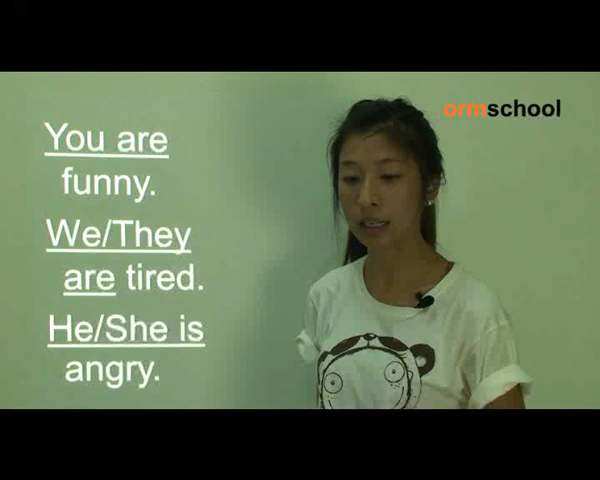 ormschool
You are
funny.
We/They
are tired.
He/She is
angry.